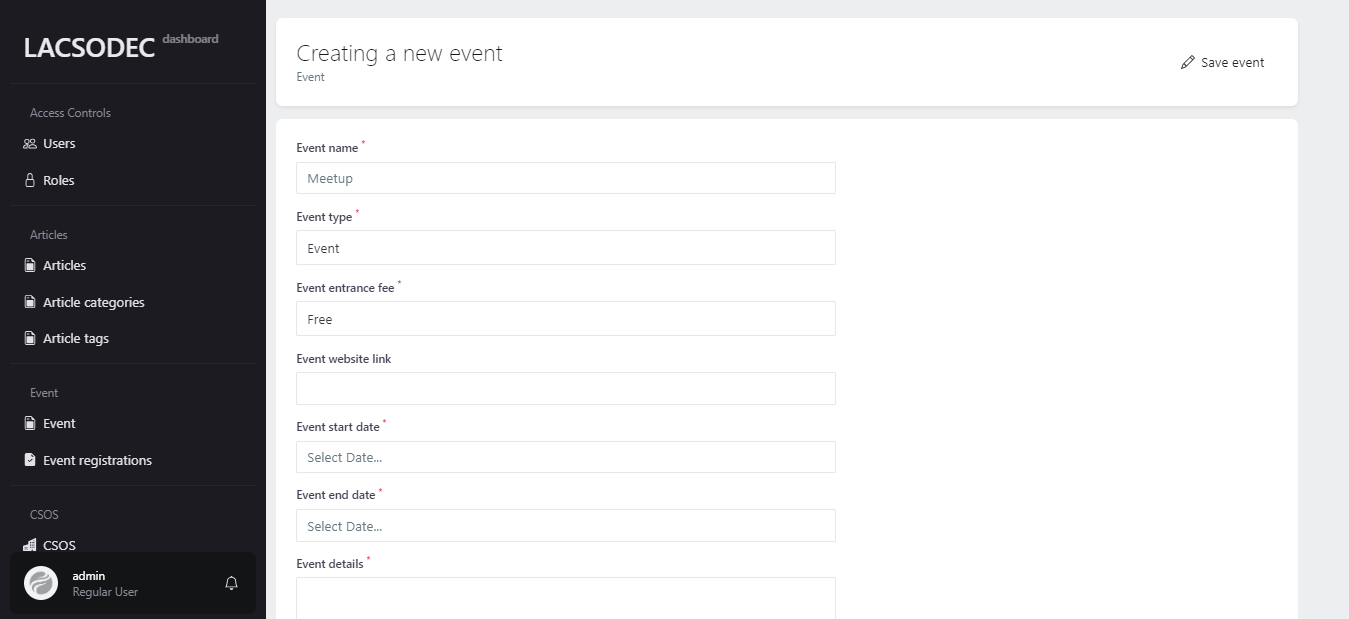 LACSODEC dashboard
Access Controls
Users
Roles
Articles
Articles
Article categories
Article tags
Event
Event
Event registrations
CSOS
CSOS
admin
Regular User
Creating a new event
Event
Save event
Event name *
Meetup
Event type *
Event
Event entrance fee *
Free
Event website link
Event start date *
Select Date...
Event end date *
Select Date...
Event details *